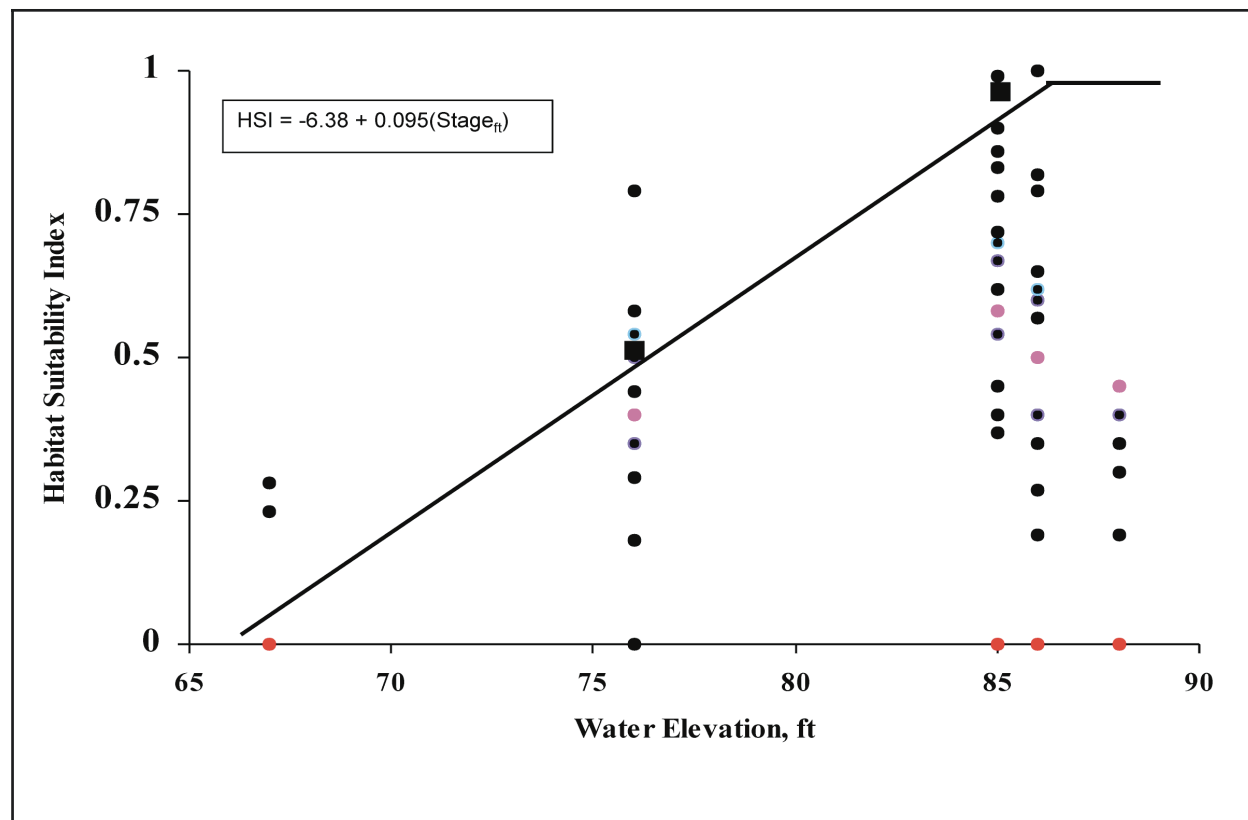 1
HSI = -6.38 + 0.095(Stageft)
0.75
Habitat Suitability Index
0.5
0.25
0
65 70 75 80 85 90
Water Elevation, ft